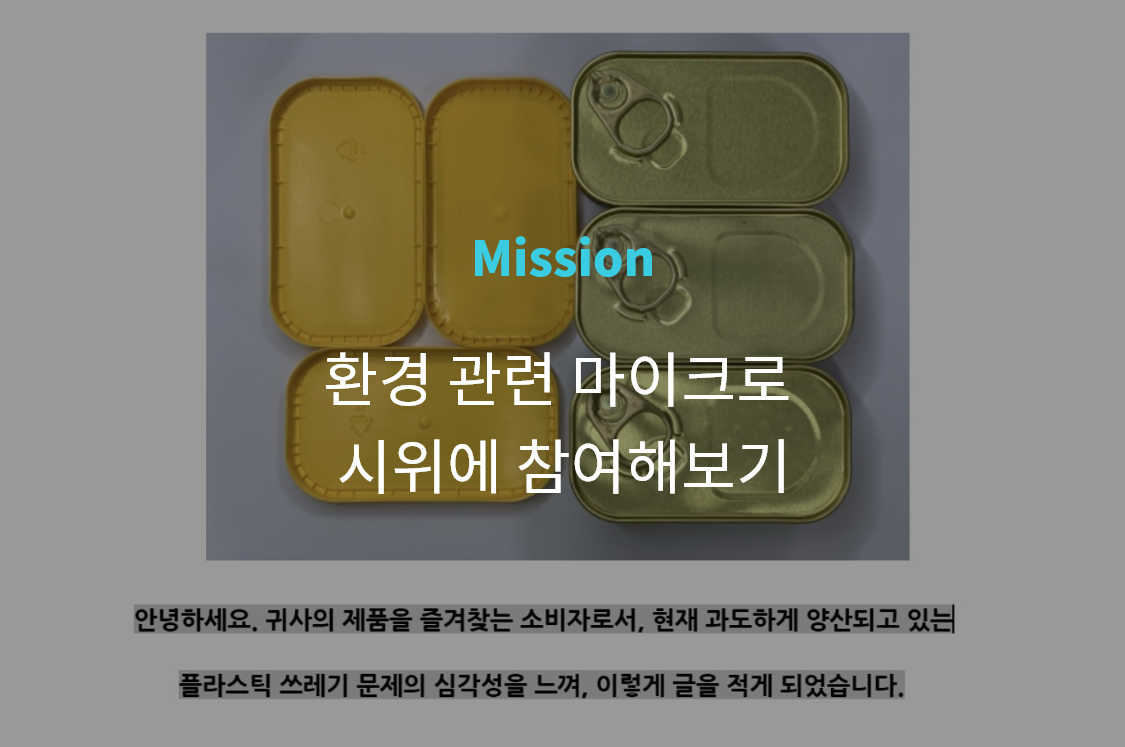 Mission
환경 관련 마이크로
시위에 참여해보기
안녕하세요. 귀사의 제품을 즐겨찾는 소비자로서, 현재 과도하게 양산되고 있는
플라스틱 쓰레기 문제의 심각성을 느껴, 이렇게 글을 적게 되었습니다.